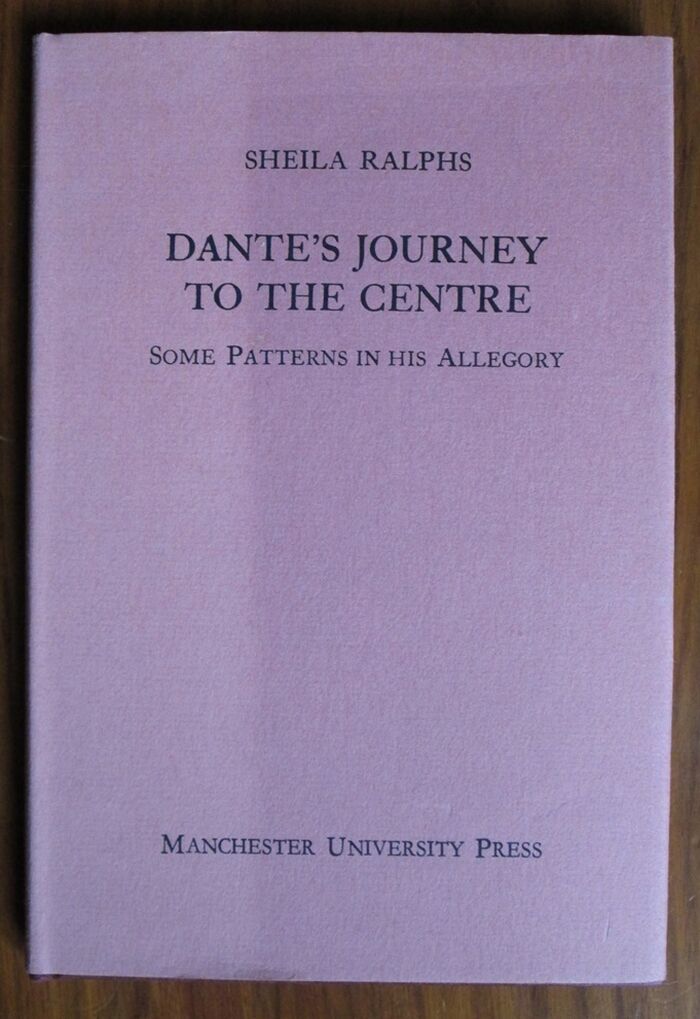 SHEILA RALPHS
DANTE'S JOURNEY
TO THE CENTRE
SOME PATTERNS IN HIS ALLEGORY
MANCHESTER UNIVERSITY PRESS